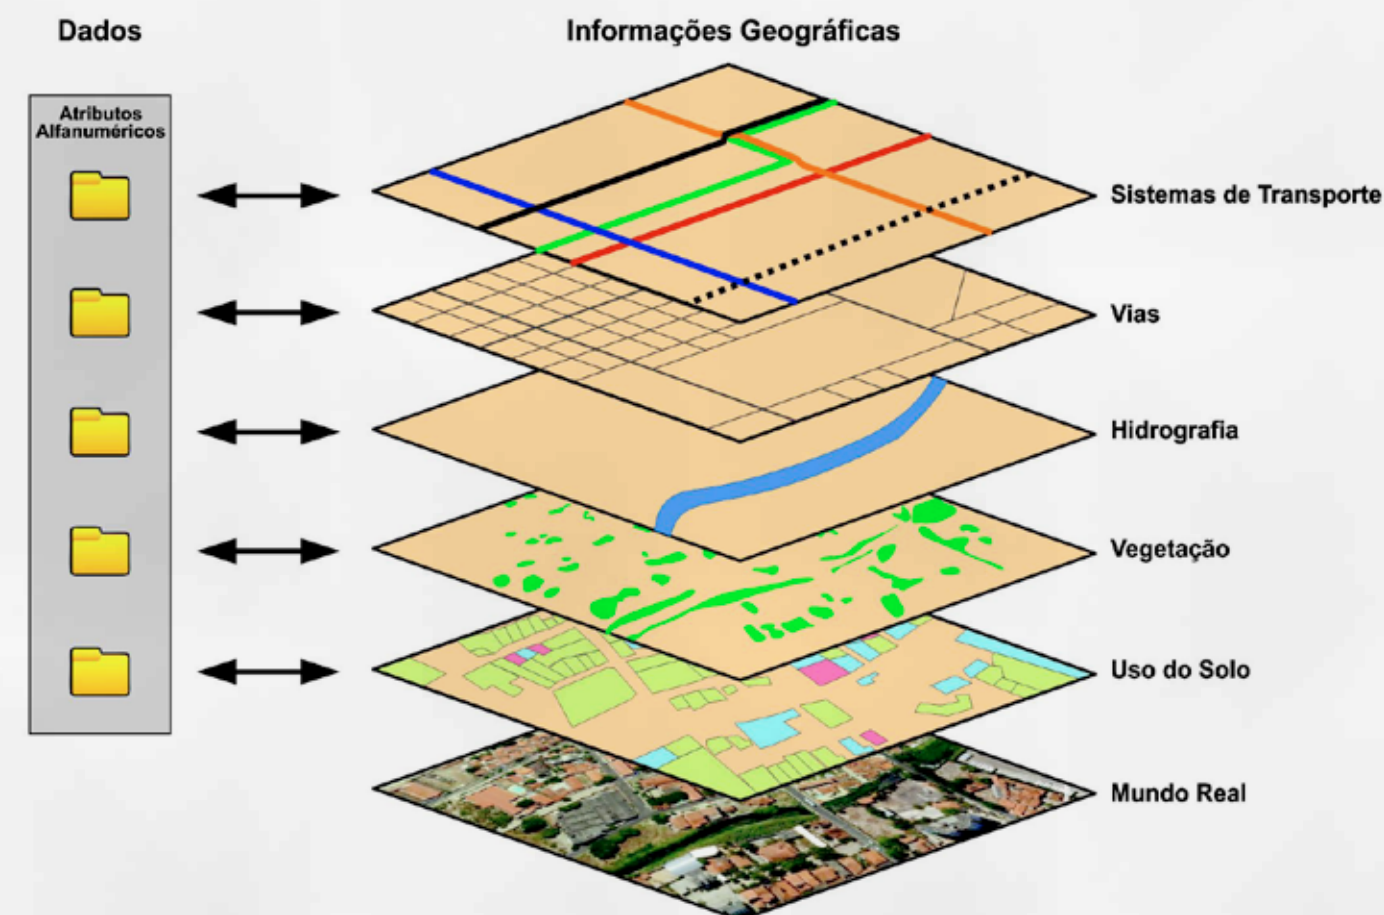 Dados
Informações Geográficas
Atributos
Alfanuméricos
Sistemas de Transporte
Vias
Hidrografia
Vegetação
Uso do Solo
Mundo Real